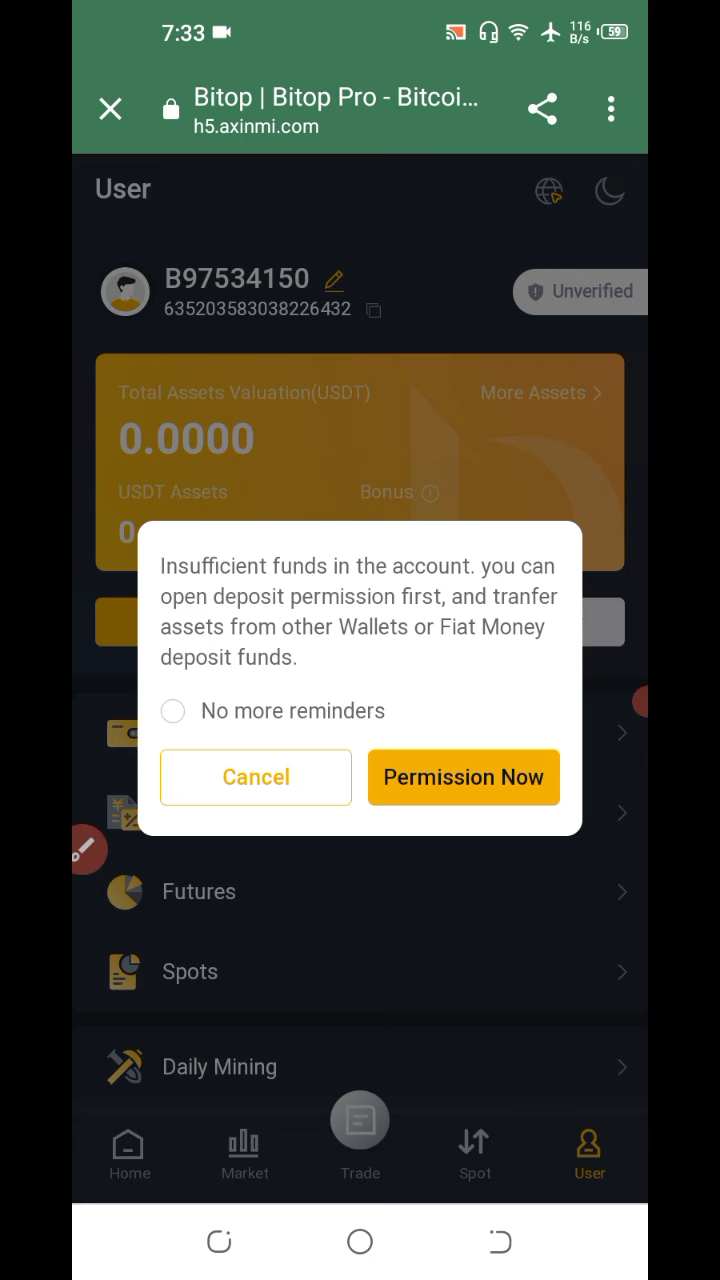 7:33
116
B/s
59
Bitop | Bitop Pro - Bitcoi...
h5.axinmi.com
User
B97534150
635203583038226432
Unverified
Total Assets Valuation(USDT)
More Assets
0.0000
USDT Assets
Bonus
0
Insufficient funds in the account. you can
open deposit permission first, and tranfer
assets from other Wallets or Fiat Money
deposit funds.
No more reminders
Cancel
Permission Now
Futures
Spots
Daily Mining
Home
Market
Trade
Spot
User